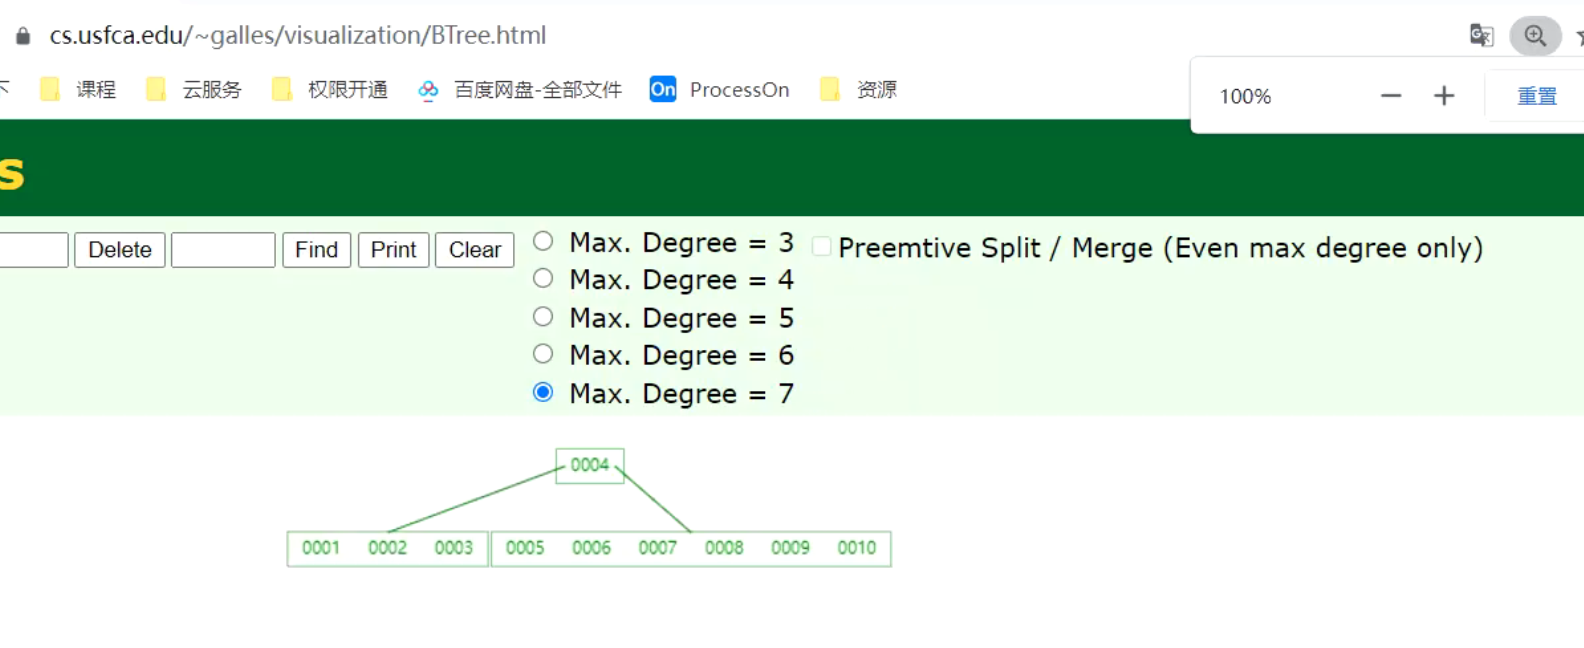 cs.usfca.edu/~galles/visualization/BTree.html
下 课程 云服务 权限开通 百度网盘-全部文件 On ProcessOn 资源
100% — + 重置
s
Delete Find Print Clear
Max. Degree = 3 Preemtive Split / Merge (Even max degree only)
Max. Degree = 4
Max. Degree = 5
Max. Degree = 6
Max. Degree = 7
0004
0001 0002 0003 0005 0006 0007 0008 0009 0010